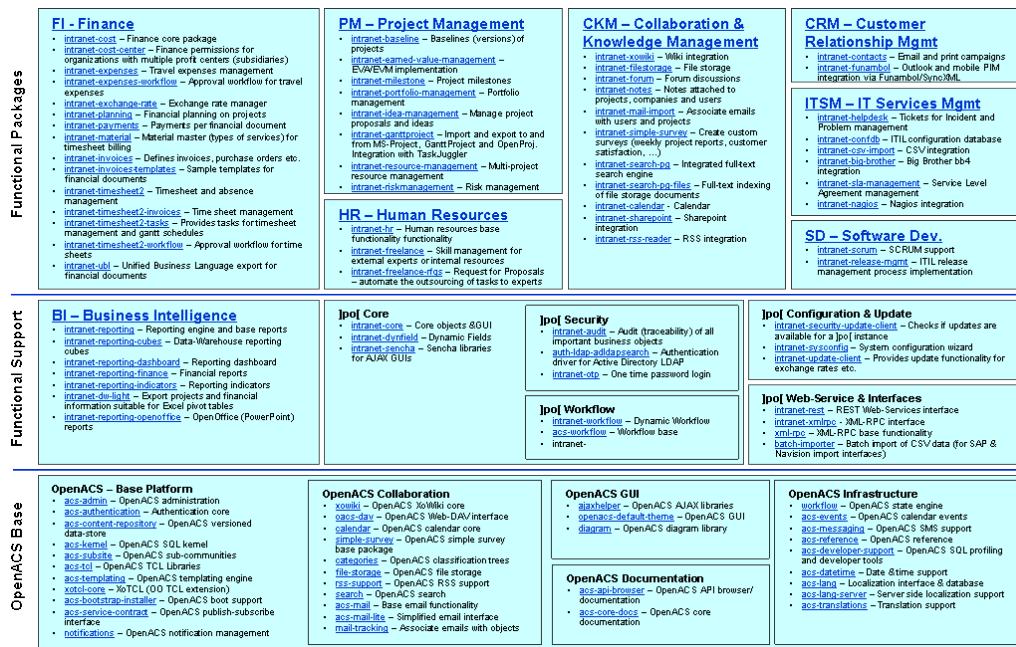 Functional Packages
FI - Finance
intranet-cost – Finance core package
intranet-cost-center – Finance permissions for
organizations with multiple profit centers (subsidiaries)
intranet-expenses – Travel expenses management
intranet-expenses-workflow – Approval workflow for travel
expenses
intranet-exchange-rate – Exchange rate manager
intranet-planning – Financial planning on projects
intranet-payments – Payments per financial document
intranet-material – Material master (types of services) for
timesheet billing
intranet-invoices – Defines invoices, purchase orders etc.
intranet-invoices-templates – Sample templates for
financial documents
intranet-timesheet2 – Timesheet and absence
management
intranet-timesheet2-invoices – Time sheet management
intranet-timesheet2-tasks – Provides tasks for timesheet
management and gantt schedules
intranet-timesheet2-workflow – Approval workflow for time
sheets
intranet-ubl – Unified Business Language export for
financial documents
PM – Project Management
intranet-baseline – Baselines (versions) of
projects
intranet-earned-value-management –
EVA/EVM implementation
intranet-milestone – Project milestones
intranet-portfolio-management – Portfolio
management
intranet-idea-management – Manage project
proposals and ideas
intranet-ganttproject – Import and export to and
from MS-Project, GanttProject and OpenProj.
Integration with TaskJuggler
intranet-resource-management – Multi-project
resource management
intranet-riskmanagement – Risk management
HR – Human Resources
intranet-hr – Human resources base
functionality functionality
intranet-freelance – Skill management for
external experts or internal resources
intranet-freelance-rfqs – Request for Proposals
– automate the outsourcing of tasks to experts
CKM – Collaboration &
Knowledge Management
intranet-xowiki – Wiki integration
intranet-filestorage – File storage
intranet-forum – Forum discussions
intranet-notes – Notes attached to
projects, companies and users
intranet-mail-import – Associate emails
with users and projects
intranet-simple-survey – Create custom
surveys (weekly project reports, customer
satisfaction, ...)
intranet-search-pg – Integrated full-text
search engine
intranet-search-pg-files – Full-text indexing
of file storage documents
intranet-calendar - Calendar
intranet-sharepoint – Sharepoint
integration
intranet-rss-reader – RSS integration
CRM – Customer
Relationship Mgmt
intranet-contacts – Email and print campaigns
intranet-funambol – Outlook and mobile PIM
integration via Funambol/SyncXML
ITSM – IT Services Mgmt
intranet-helpdesk – Tickets for Incident and
Problem management
intranet-confdb – ITIL configuration database
intranet-csv-import – CSV integration
intranet-big-brother – Big Brother bb4
integration
intranet-sla-management – Service Level
Agreement management
intranet-nagios – Nagios integration
SD – Software Dev.
intranet-scrum – SCRUM support
intranet-release-mgmt – ITIL release
management process implementation
Functional Support
BI – Business Intelligence
intranet-reporting – Reporting engine and base reports
intranet-reporting-cubes – Data-Warehouse reporting
cubes
intranet-reporting-dashboard – Reporting dashboard
intranet-reporting-finance – Financial reports
intranet-reporting-indicators – Reporting indicators
intranet-dw-light – Export projects and financial
information suitable for Excel pivot tables
intranet-reporting-openoffice – OpenOffice (PowerPoint)
reports
]po[ Core
intranet-core – Core objects &GUI
intranet-dynfield – Dynamic Fields
intranet-sencha – Sencha libraries
for AJAX GUIs
]po[ Security
intranet-audit – Audit (traceability) of all
important business objects
auth-ldap-adldapsearch – Authentication
driver for Active Directory LDAP
intranet-otp – One time password login
]po[ Workflow
intranet-workflow – Dynamic Workflow
acs-workflow – Workflow base
intranet-
]po[ Configuration & Update
intranet-security-update-client – Checks if updates are
available for a ]po[ instance
intranet-sysconfig – System configuration wizard
intranet-update-client – Provides update functionality for
exchange rates etc.
]po[ Web-Service & Interfaces
intranet-rest – REST Web-Services interface
intranet-xmlrpc - XML-RPC interface
xml-rpc – XML-RPC base functionality
batch-importer – Batch import of CSV data (for SAP &
Navision import interfaces)
OpenACS Base
OpenACS – Base Platform
acs-admin – OpenACS administration
acs-authentication – Authentication core
acs-content-repository – OpenACS versioned
data-store
acs-kernel – OpenACS SQL kernel
acs-subsite – OpenACS sub-communities
acs-tcl – OpenACS TCL Libraries
acs-templating – OpenACS templating engine
xotcl-core – XoTCL (OO TCL extension)
acs-bootstrap-installer – OpenACS boot support
acs-service-contract – OpenACS publish-subscribe
interface
notifications – OpenACS notification management
OpenACS Collaboration
xowiki – OpenACS XoWiki core
oacs-dav – OpenACS Web-DAV interface
calendar – OpenACS calendar core
simple-survey – OpenACS simple survey
base package
categories – OpenACS classification trees
file-storage – OpenACS file storage
rss-support – OpenACS RSS support
search – OpenACS search
acs-mail – Base email functionality
acs-mail-lite – Simplified email interface
mail-tracking – Associate emails with objects
OpenACS GUI
ajaxhelper – OpenACS AJAX libraries
openacs-default-theme – OpenACS GUI
diagram – OpenACS diagram library
OpenACS Documentation
acs-api-browser – OpenACS API browser/
documentation
acs-core-docs – OpenACS core
documentation
OpenACS Infrastructure
workflow – OpenACS state engine
acs-events – OpenACS calendar events
acs-messaging – OpenACS SMS support
acs-reference – OpenACS reference
acs-developer-support – OpenACS SQL profiling
and developer tools
acs-datetime – Date &time support
acs-lang – Localization interface & database
acs-lang-server – Server side localization support
acs-translations – Translation support